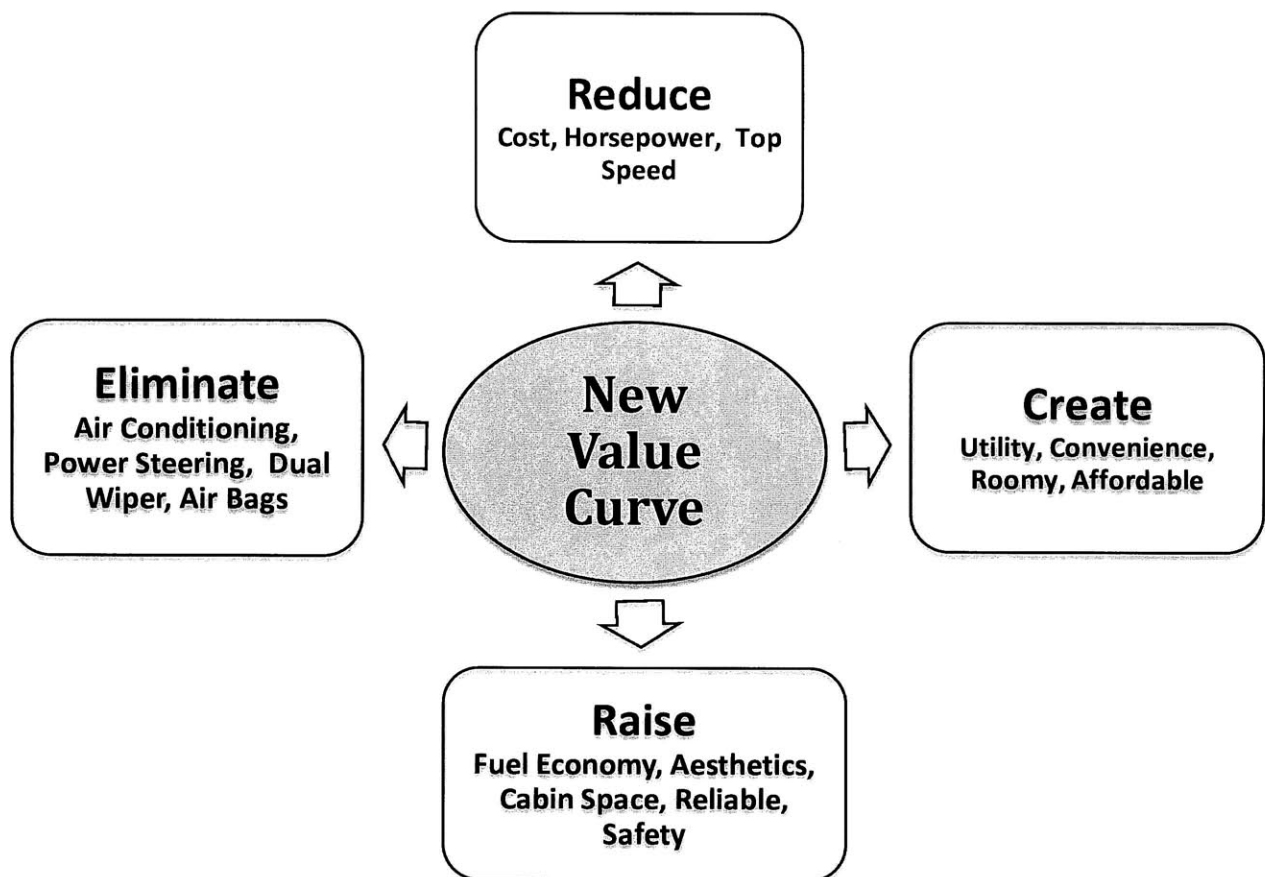 Reduce
Cost, Horsepower, Top
Speed
Eliminate
Air Conditioning,
Power Steering, Dual
Wiper, Air Bags
New
Value
Curve
Create
Utility, Convenience,
Roomy, Affordable
Raise
Fuel Economy, Aesthetics,
Cabin Space, Reliable,
Safety